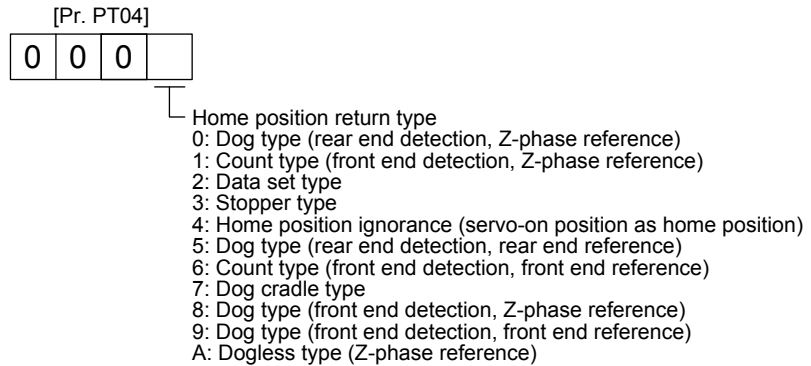 [Pr. PT04]
0 0 0
Home position return type
0: Dog type (rear end detection, Z-phase reference)
1: Count type (front end detection, Z-phase reference)
2: Data set type
3: Stopper type
4: Home position ignorance (servo-on position as home position)
5: Dog type (rear end detection, rear end reference)
6: Count type (front end detection, front end reference)
7: Dog cradle type
8: Dog type (front end detection, Z-phase reference)
9: Dog type (front end detection, front end reference)
A: Dogless type (Z-phase reference)